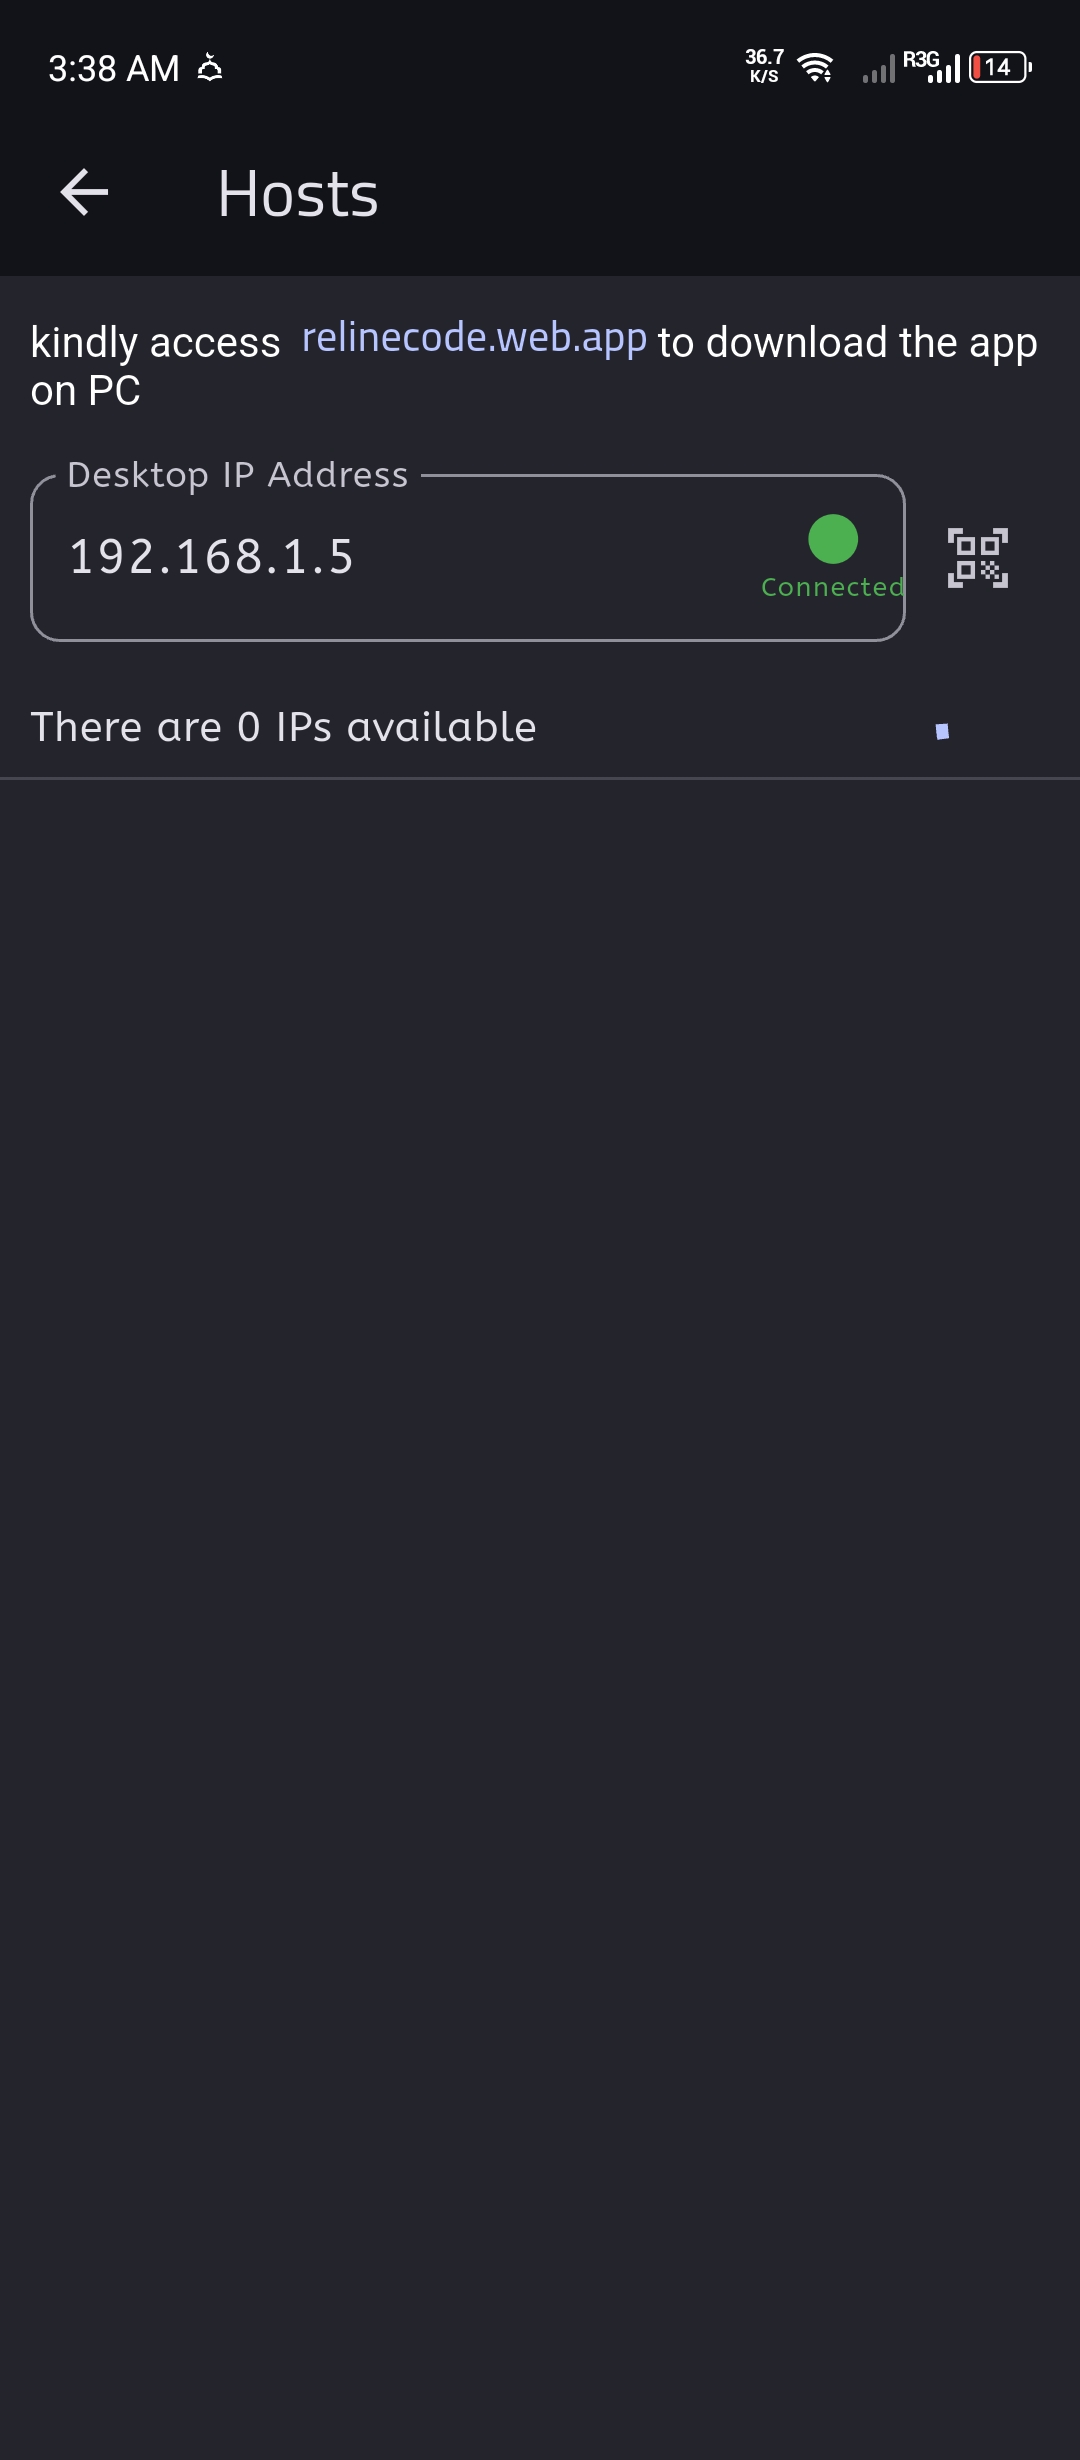 3:38 AM
36.7
K/S
R3G
14
Hosts
kindly access relinecode.web.app to download the app
on PC
Desktop IP Address
192.168.1.5
Connected
There are 0 IPs available